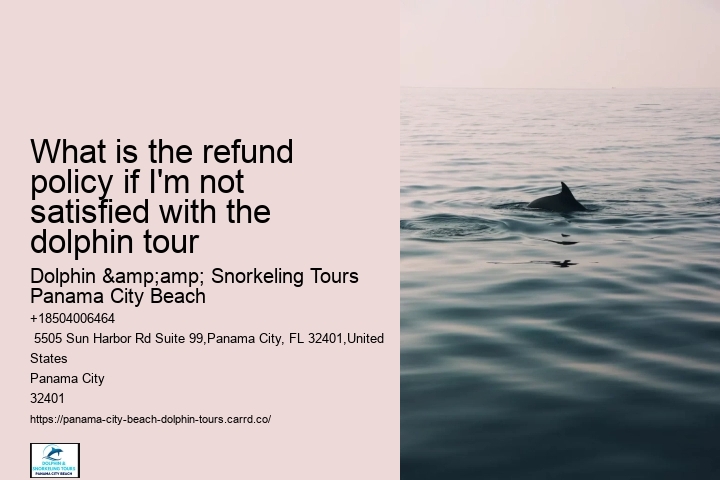 What is the refund
policy if I'm not
satisfied with the
dolphin tour
Dolphin &amp;amp; Snorkeling Tours
Panama City Beach
+18504006464
5505 Sun Harbor Rd Suite 99,Panama City, FL 32401,United
States
Panama City
32401
https://panama-city-beach-dolphin-tours.carrd.co/
DOLPHIN &
SNORKELING TOURS
PANAMA CITY BEACH